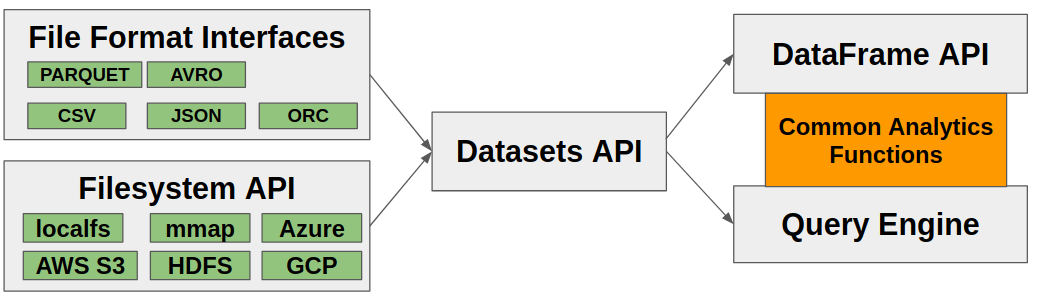 File Format Interfaces
PARQUET AVRO
CSV JSON ORC
Filesystem API
localfs mmap Azure
AWS S3 HDFS GCP
Datasets API
DataFrame API
Common Analytics
Functions
Query Engine